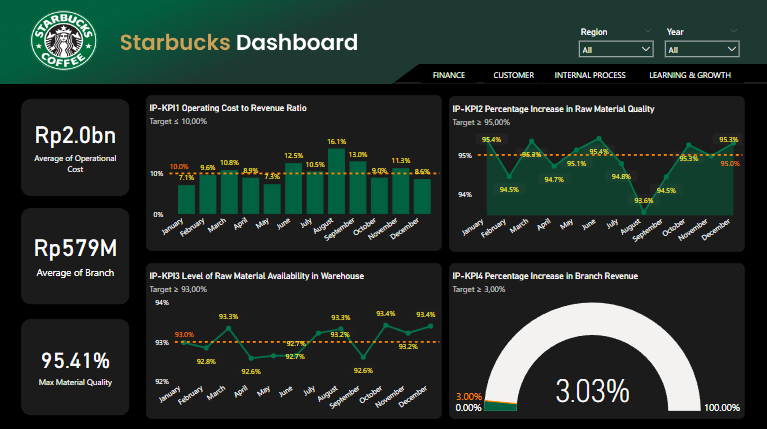 STARBUCKS
COFFEE
Starbucks Dashboard
Region
All
Year
All
FINANCE
CUSTOMER
INTERNAL PROCESS
LEARNING & GROWTH
Rp2.0bn
Average of Operational
Cost
Rp579M
Average of Branch
95.41%
Max Material Quality
IP-KPI1 Operating Cost to Revenue Ratio
Target ≤ 10,00%
10%
0%
10.0%
7.1%
9.6%
10.8%
8.9%
7.3%
12.5%
10.5%
16.1%
13.0%
9.0%
11.3%
8.6%
January
February
March
April
May
June
July
August
September
October
November
December
IP-KPI2 Percentage Increase in Raw Material Quality
Target ≥ 95,00%
95%
94%
95.4%
94.5%
95.3%
94.7%
95.1%
95.4%
94.8%
93.6%
94.5%
95.3%
95.3%
95.0%
January
February
March
April
May
June
July
August
September
October
November
December
IP-KPI3 Level of Raw Material Availability in Warehouse
Target ≥ 93,00%
94%
93%
92%
93.0%
92.8%
93.3%
92.6%
92.7%
92.7%
93.2%
93.3%
92.6%
93.4%
93.2%
93.4%
January
February
March
April
May
June
July
August
September
October
November
December
IP-KPI4 Percentage Increase in Branch Revenue
Target ≥ 3,00%
3.03%
3.00%
0.00%
100.00%